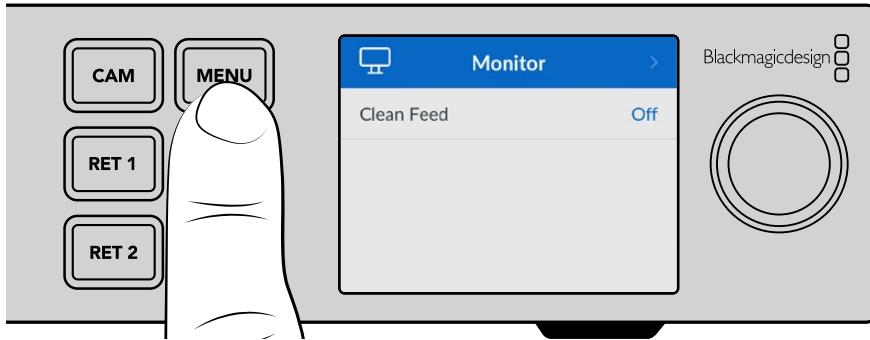 CAM
MENU
RET 1
RET 2
Monitor
Clean Feed Off
Blackmagicdesign